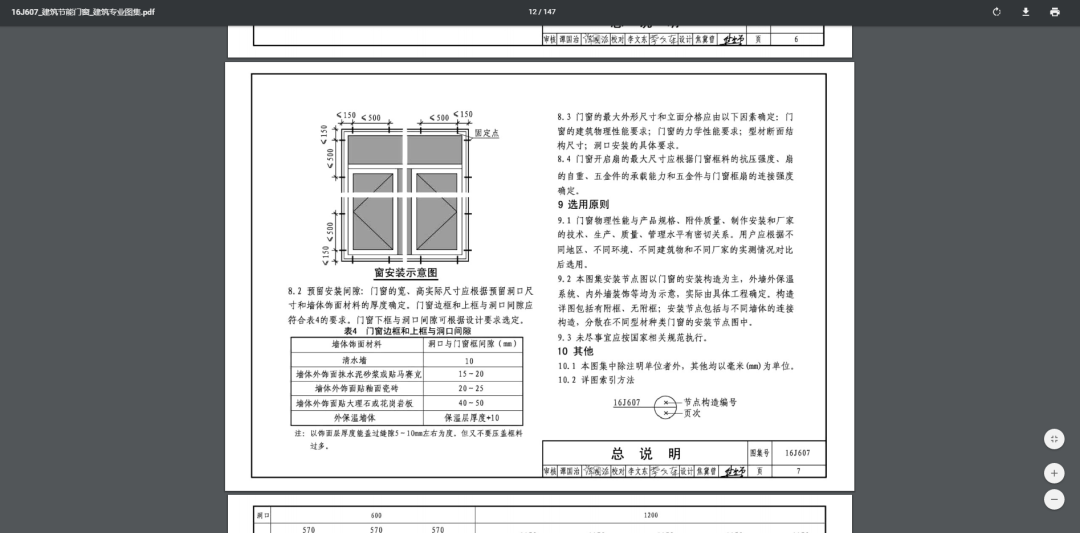 16J607_建筑节能门窗_建筑专业图集.pdf
12 / 147
审核 谭国治 校对 李文东 设计 焦冀曾 页 6
≤150 ≤500 ≤500 ≤150
固定点
≤150
≤500
≤500
≤150
窗安装示意图
8.2 预留安装间隙：门窗的宽、高实际尺寸应根据预留洞口尺
寸和墙体饰面材料的厚度确定。门窗边框和上框与洞口间隙应
符合表4的要求。门窗下框与洞口间隙可根据设计要求选定。
表4 门窗边框和上框与洞口间隙
墙体饰面材料 洞口与门窗框间隙（mm）
清水墙 10
墙体外饰面抹水泥砂浆或贴马赛克 15～20
墙体外饰面贴釉面瓷砖 20～25
墙体外饰面贴大理石或花岗岩板 40～50
外保温墙体 保温层厚度+10
注：以饰面层厚度能盖过缝隙5～10mm左右为度。但又不要压盖框料
过多。
8.3 门窗的最大外形尺寸和立面分格应由以下因素确定：门
窗的建筑物理性能要求；门窗的力学性能要求；型材断面结
构尺寸；洞口安装的具体要求。
8.4 门窗开启扇的最大尺寸应根据门窗框料的抗压强度、扇
的自重、五金件的承载能力和五金件与门窗框扇的连接强度
确定。
9 选用原则
9.1 门窗物理性能与产品规格、附件质量、制作安装和厂家
的技术、生产、质量、管理水平有密切关系。用户应根据不
同地区、不同环境、不同建筑物和不同厂家的实测情况对比
后选用。
9.2 本图集安装节点图以门窗的安装构造为主，外墙外保温
系统、内外墙装饰等均为示意，实际由具体工程确定。构造
详图包括有附框、无附框；安装节点包括与不同墙体的连接
构造，分散在不同型材种类门窗的安装节点图中。
9.3 未尽事宜应按国家相关规范执行。
10 其他
10.1 本图集中除注明单位者外，其他均以毫米(mm)为单位。
10.2 详图索引方法
16J607 × 节点构造编号
× 页次
总 说 明 图集号 16J607
审核 谭国治 校对 李文东 设计 焦冀曾 页 7
洞口 600 1200
570 570 570